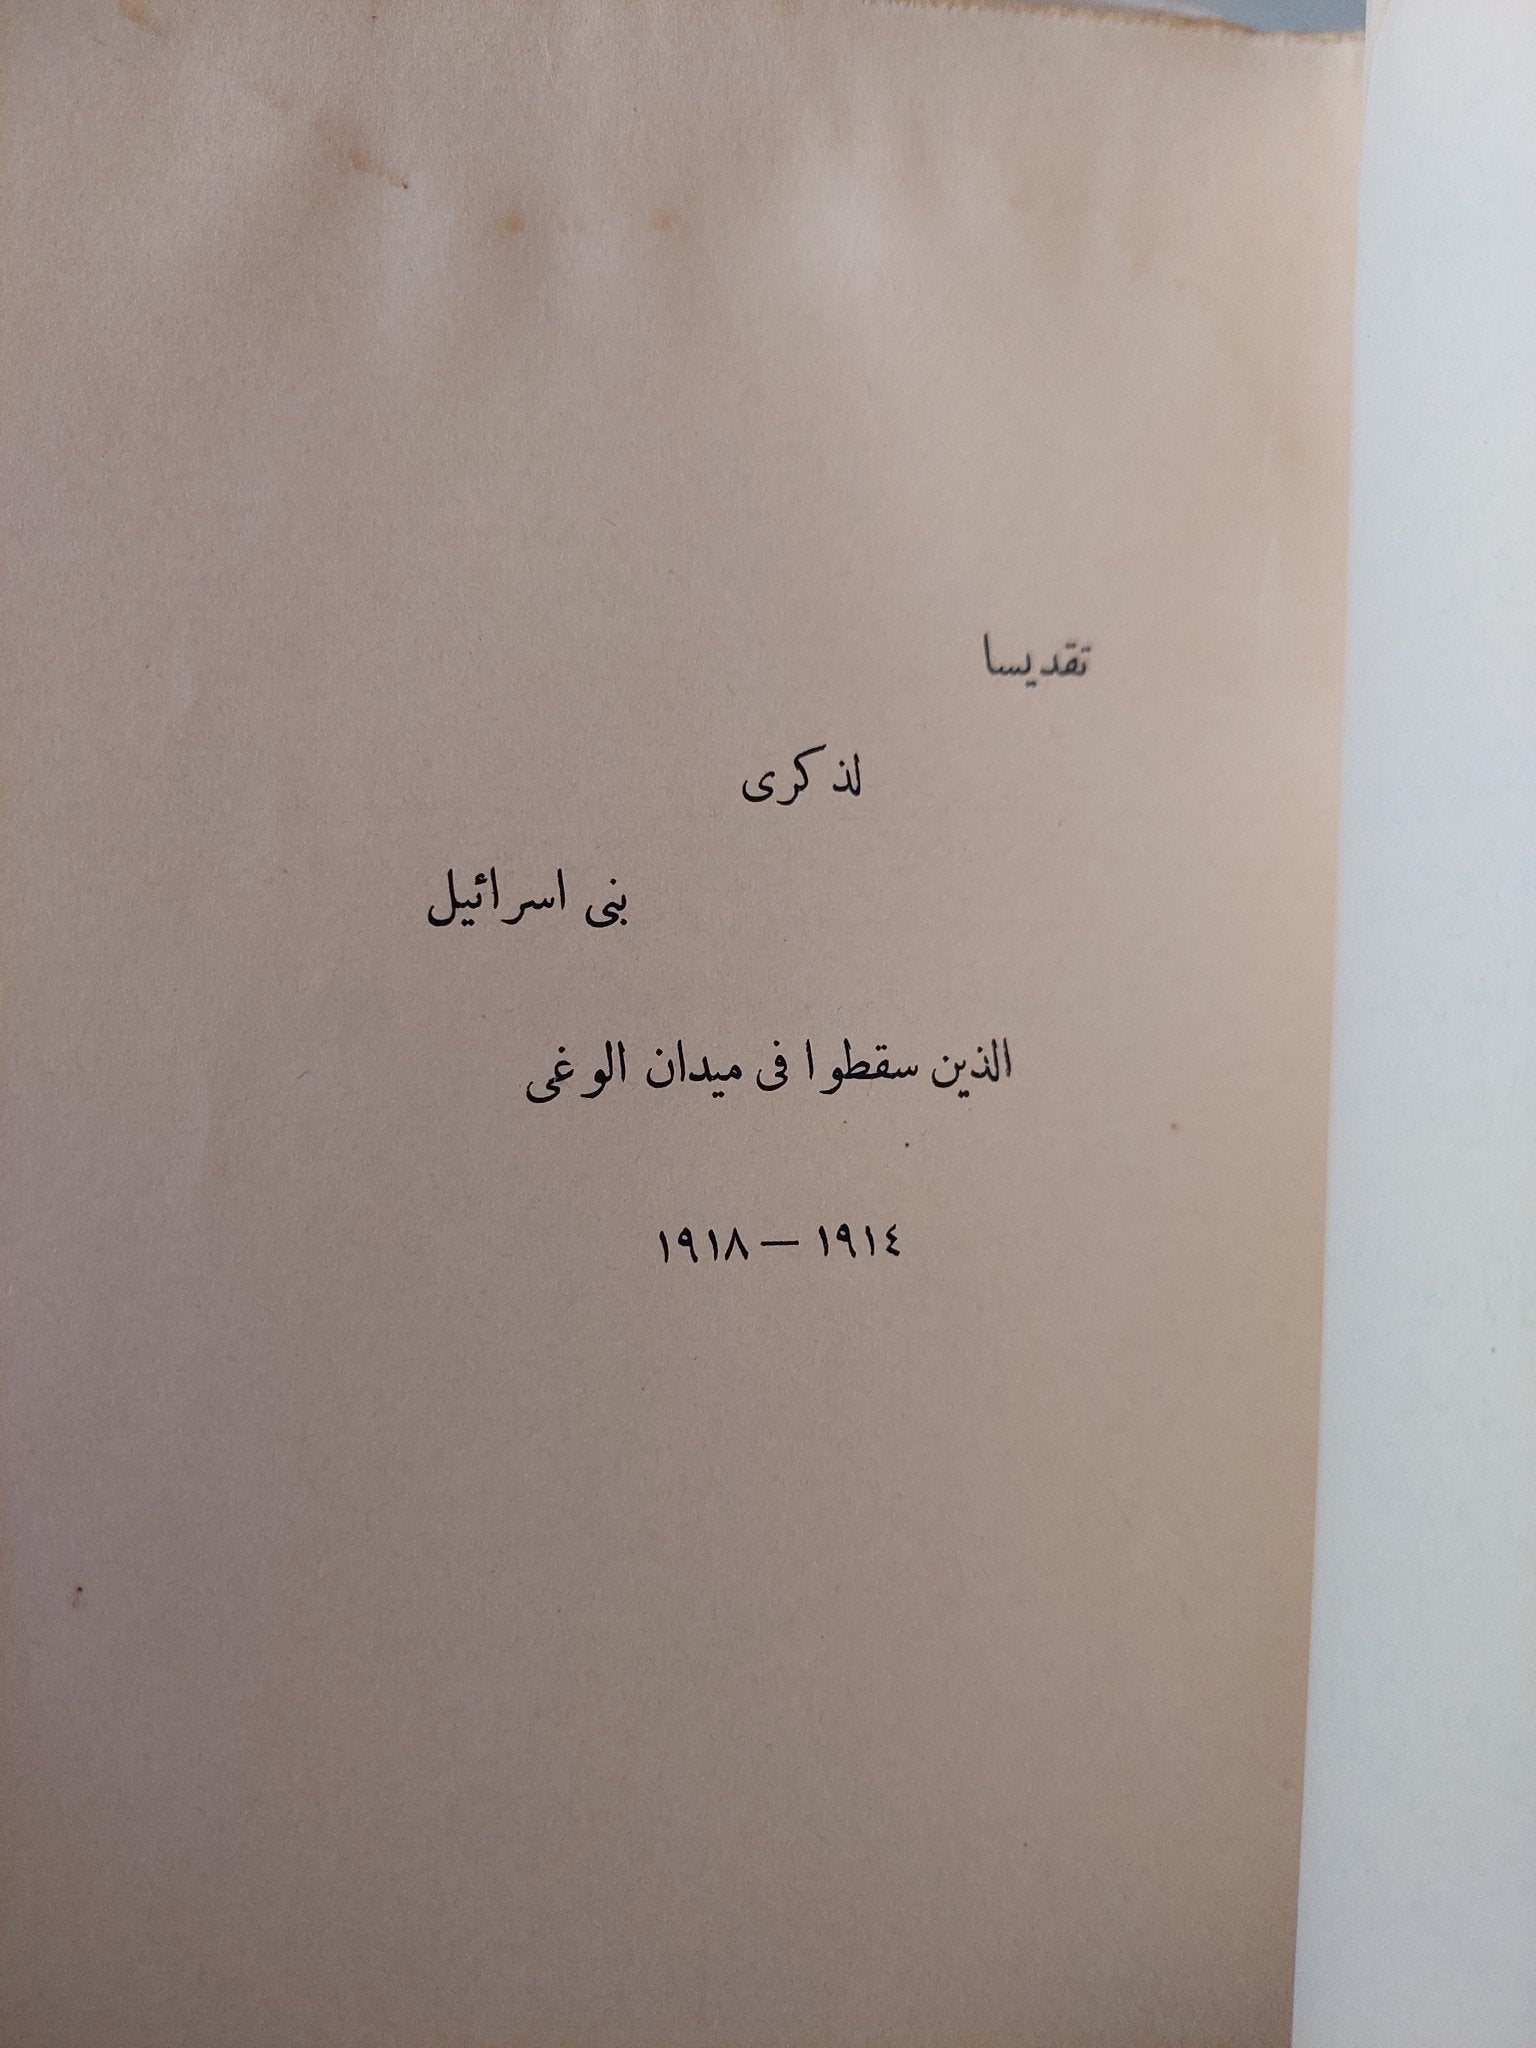 تقديسا
لذكرى
بنى اسرائيل
الذين سقطوا فى ميدان الوغى
١٩١٤ — ١٩١٨